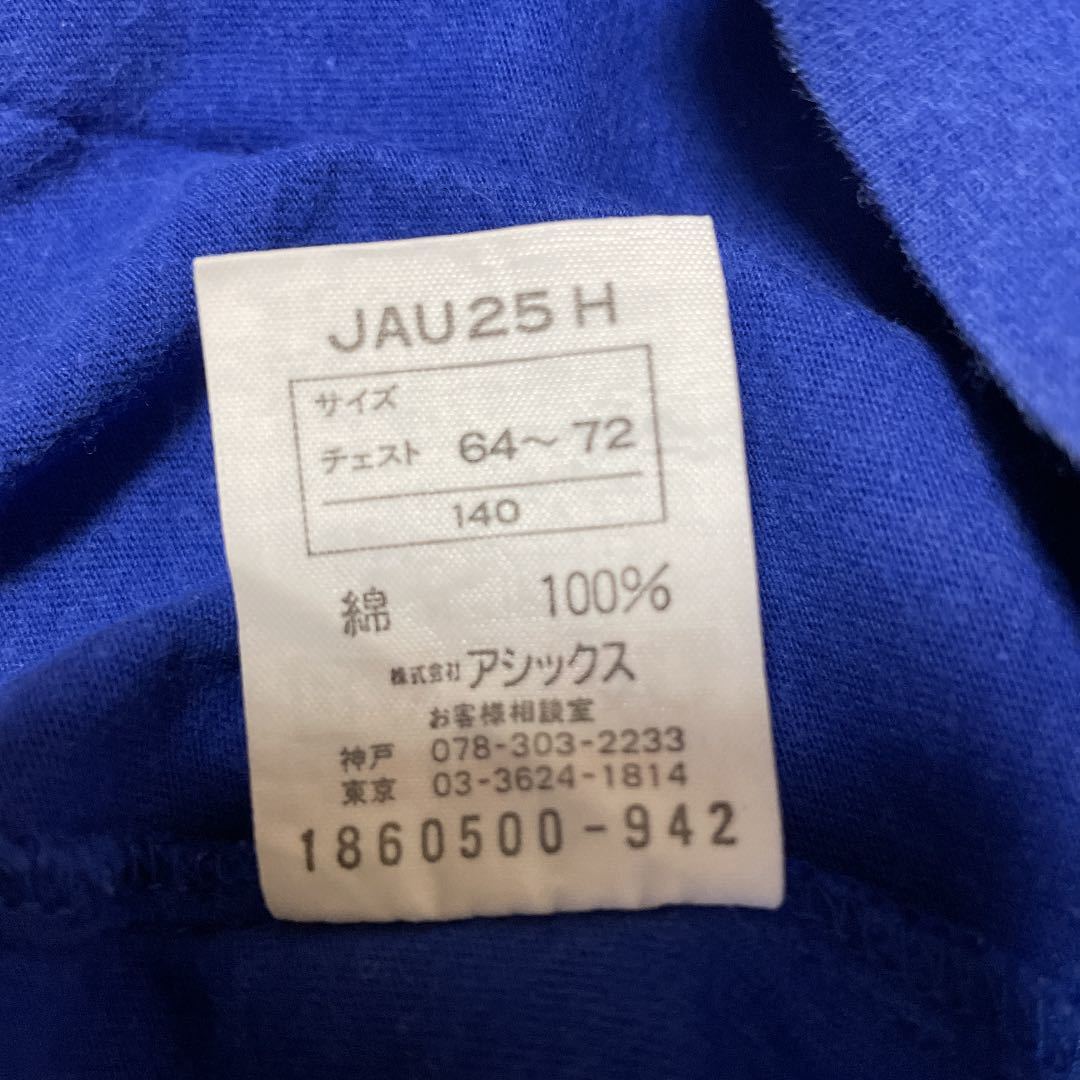 JAU25H
サイズ
チェスト 64〜72
140
綿 100%
株式会社アシックス
お客様相談室
神戸 078-303-2233
東京 03-3624-1814
1860500-942